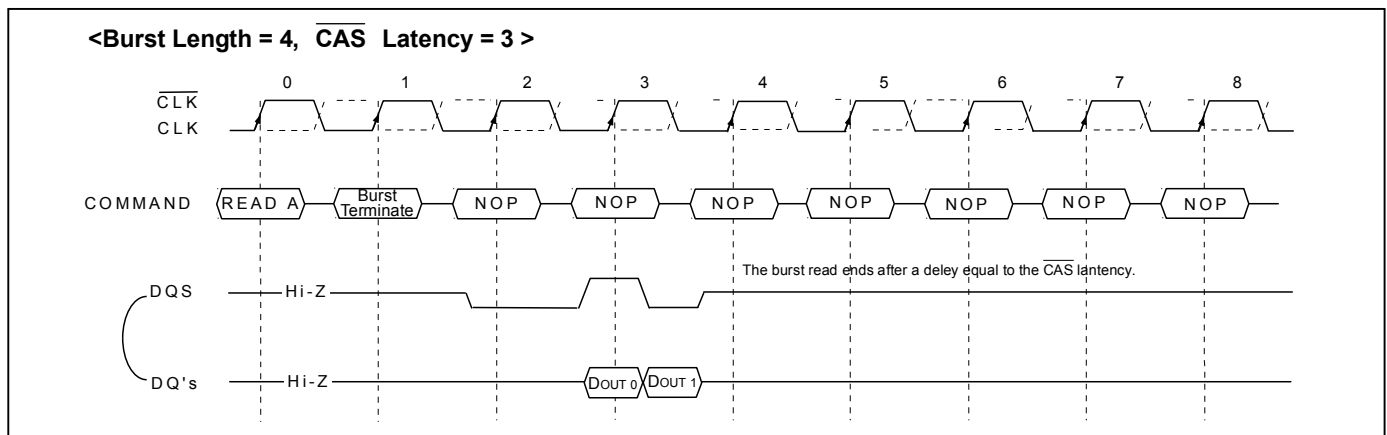 <Burst Length = 4, CAS Latency = 3 >
0 1 2 3 4 5 6 7 8
CLK
CLK
COMMAND READ A Burst Terminate NOP NOP NOP NOP NOP NOP NOP
The burst read ends after a deley equal to the CAS lantency.
DQS Hi-Z
DQ's Hi-Z DOUT 0 DOUT 1